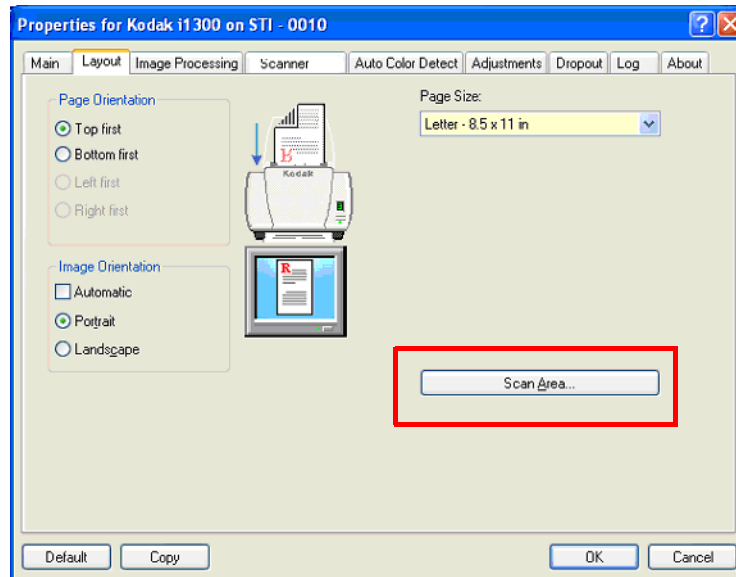 Properties for Kodak i1300 on STI - 0010
Main Layout Image Processing Scanner Auto Color Detect Adjustments Dropout Log About
Page Orientation
Top first
Bottom first
Left first
Right first
Kodak
R
R
Image Orientation
Automatic
Portrait
Landscape
Page Size:
Letter - 8.5 x 11 in
Scan Area...
Default Copy OK Cancel